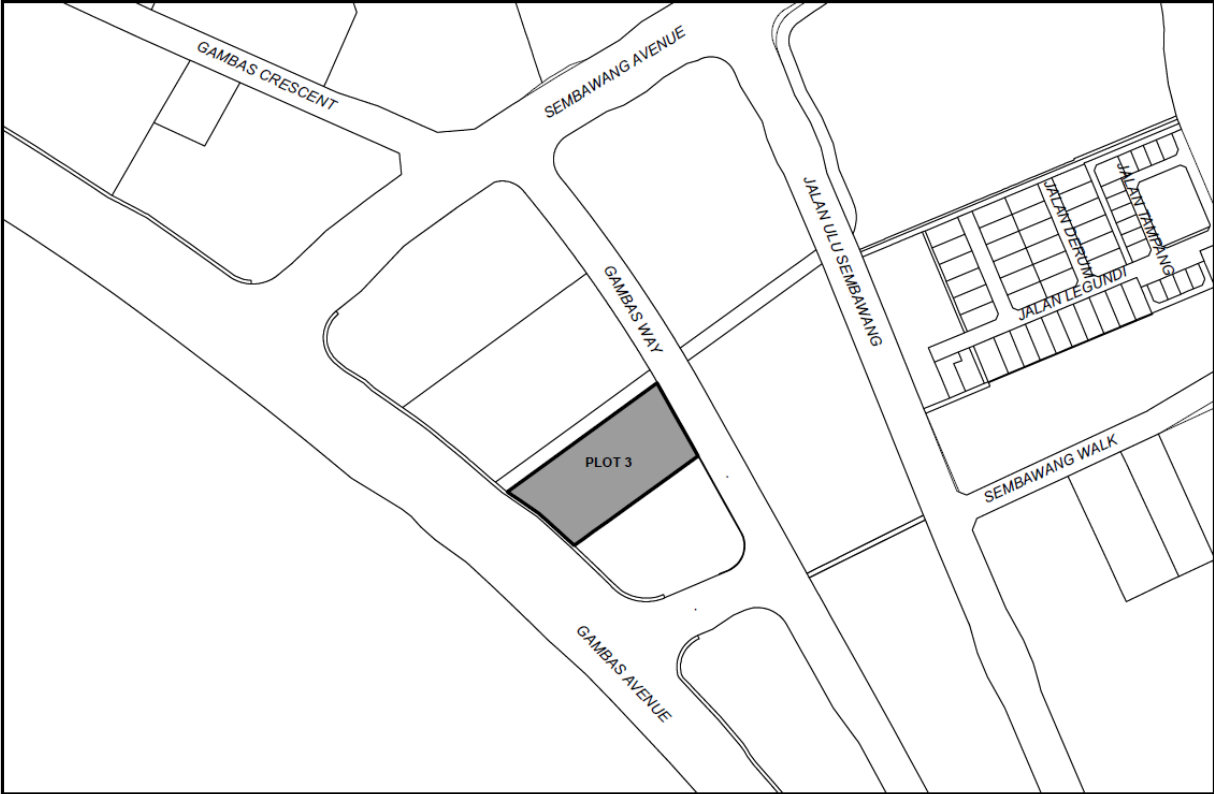 GAMBAS CRESCENT
SEMBAWANG AVENUE
JALAN ULU SEMBAWANG
JALAN DERUM
JALAN TAMPANG
JALAN LEGUNDI
GAMBAS WAY
PLOT 3
SEMBAWANG WALK
GAMBAS AVENUE